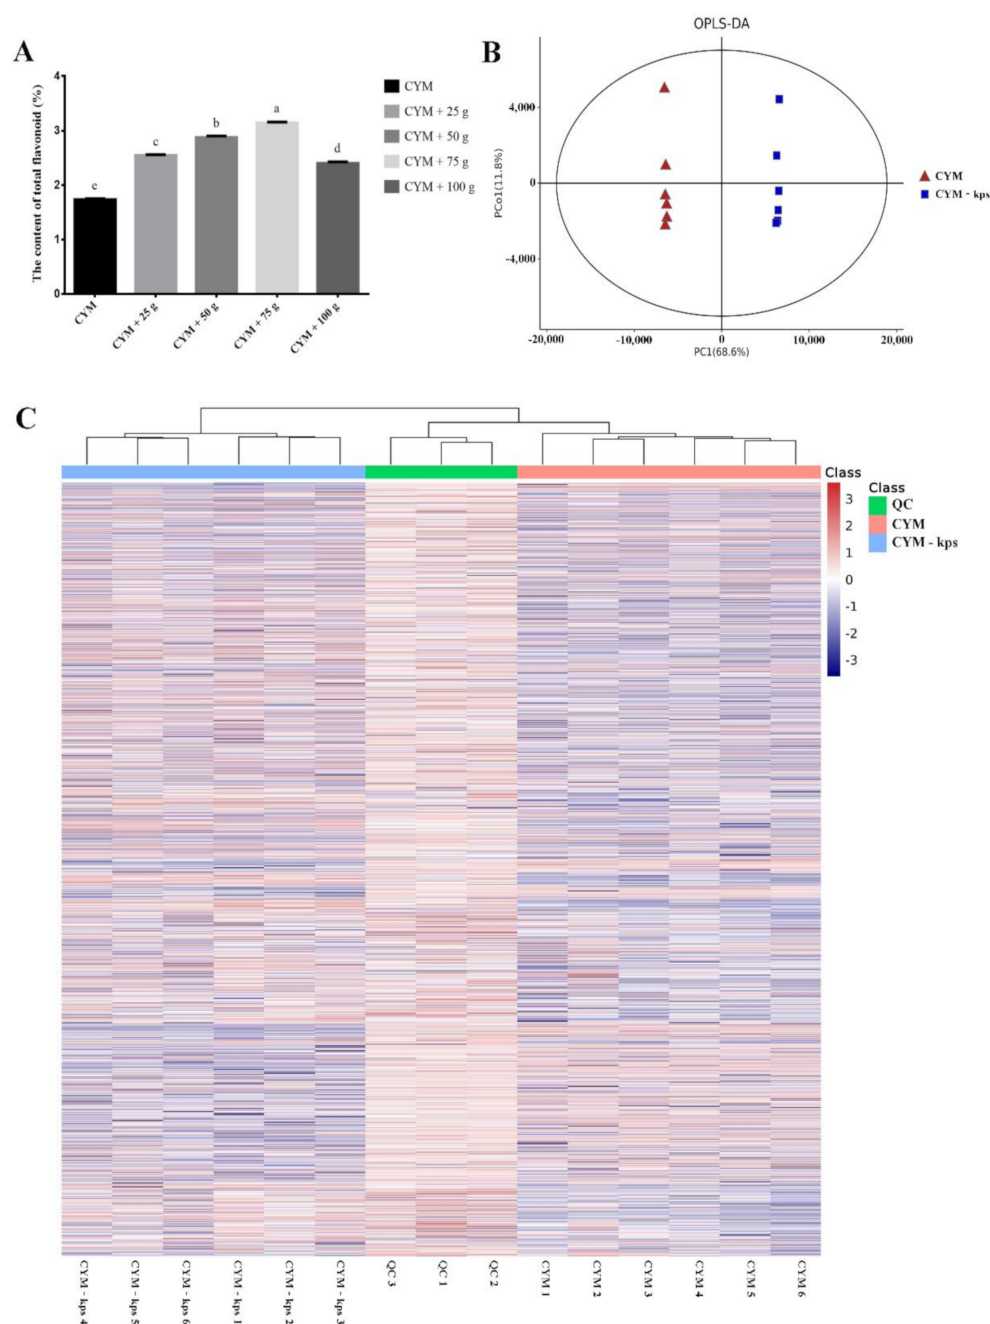 A
The content of total flavonoid (%)
4
3
2
1
0
e
c
b
a
d
CYM
CYM + 25 g
CYM + 50 g
CYM + 75 g
CYM + 100 g
CYM
CYM + 25 g
CYM + 50 g
CYM + 75 g
CYM + 100 g
B
OPLS-DA
PCo1(11.8%)
4,000
0
-4,000
-20,000
-10,000
0
10,000
20,000
PC1(68.6%)
CYM
CYM - kps
C
Class
3
2
1
0
-1
-2
-3
Class
QC
CYM
CYM - kps
CYM - kps 4
CYM - kps 5
CYM - kps 6
CYM - kps 1
CYM - kps 2
CYM - kps 3
QC 3
QC 1
QC 2
CYM 1
CYM 2
CYM 3
CYM 4
CYM 5
CYM 6